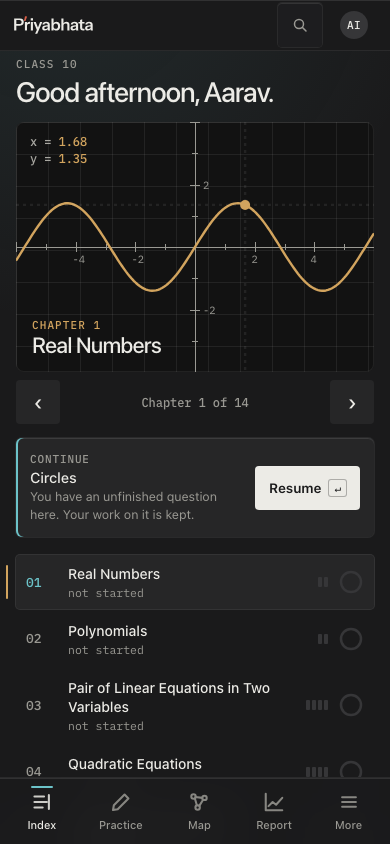 Priyabhata
AI
CLASS 10
Good afternoon, Aarav.
x = 1.68
y = 1.35
2
-4
-2
2
4
-2
CHAPTER 1
Real Numbers
‹
Chapter 1 of 14
›
CONTINUE
Circles
You have an unfinished question
here. Your work on it is kept.
Resume ↵
01
Real Numbers
not started
02
Polynomials
not started
03
Pair of Linear Equations in Two
Variables
not started
04
Quadratic Equations
Index
Practice
Map
Report
More